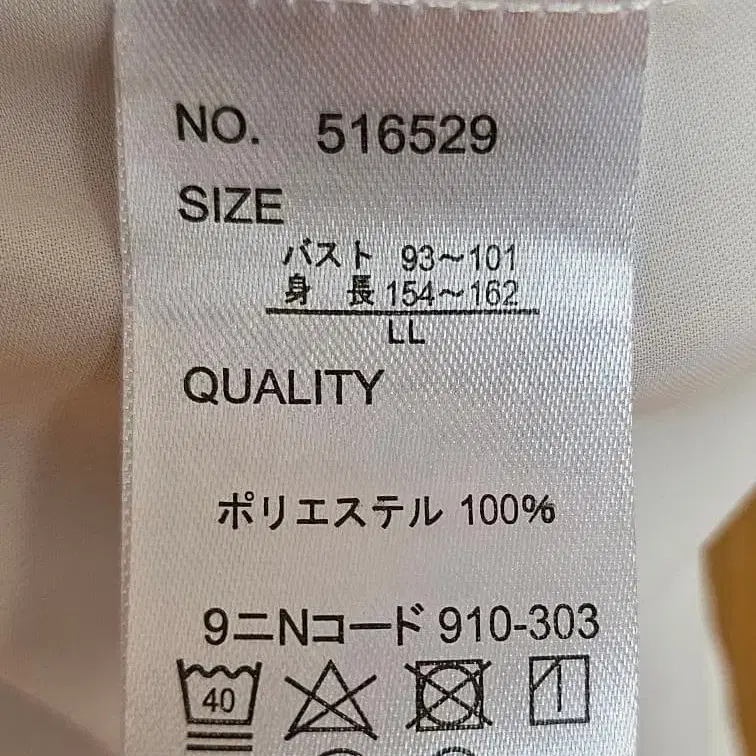 NO. 516529
SIZE
バスト 93～101
身 長 154～162
LL
QUALITY
ポリエステル 100%
9ニNコード 910-303
40